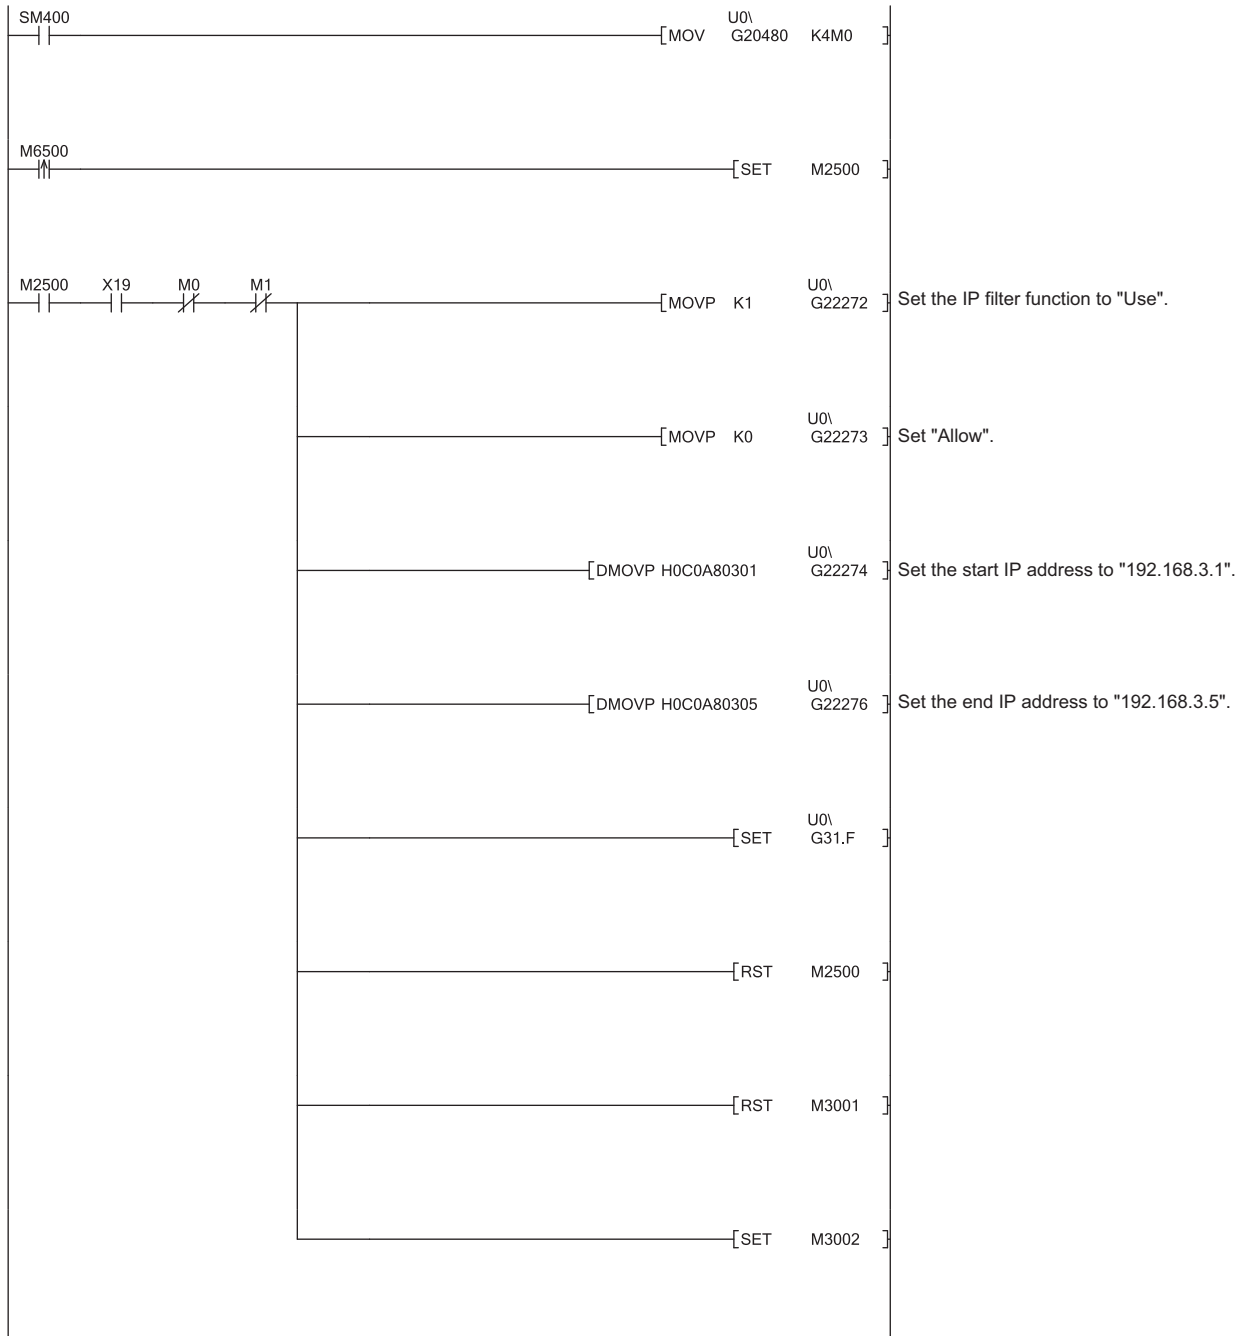 SM400
U0\
[MOV G20480 K4M0 ]
M6500
[SET M2500 ]
M2500 X19 M0 M1
U0\
[MOVP K1 G22272 ] Set the IP filter function to "Use".
U0\
[MOVP K0 G22273 ] Set "Allow".
U0\
[DMOVP H0C0A80301 G22274 ] Set the start IP address to "192.168.3.1".
U0\
[DMOVP H0C0A80305 G22276 ] Set the end IP address to "192.168.3.5".
U0\
[SET G31.F ]
[RST M2500 ]
[RST M3001 ]
[SET M3002 ]